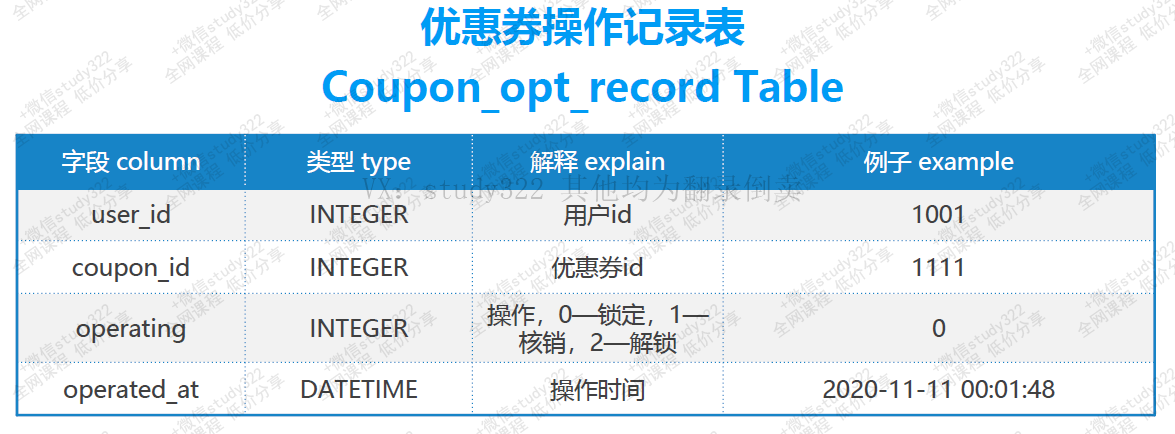 优惠券操作记录表
Coupon_opt_record Table
字段 column 类型 type 解释 explain 例子 example
VX: study322 其他均为翻录倒卖
user_id INTEGER 用户id 1001
coupon_id INTEGER 优惠券id 1111
operating INTEGER 操作，0—锁定，1—
核销，2—解锁 0
operated_at DATETIME 操作时间 2020-11-11 00:01:48
+微信study322
全网课程 低价分享